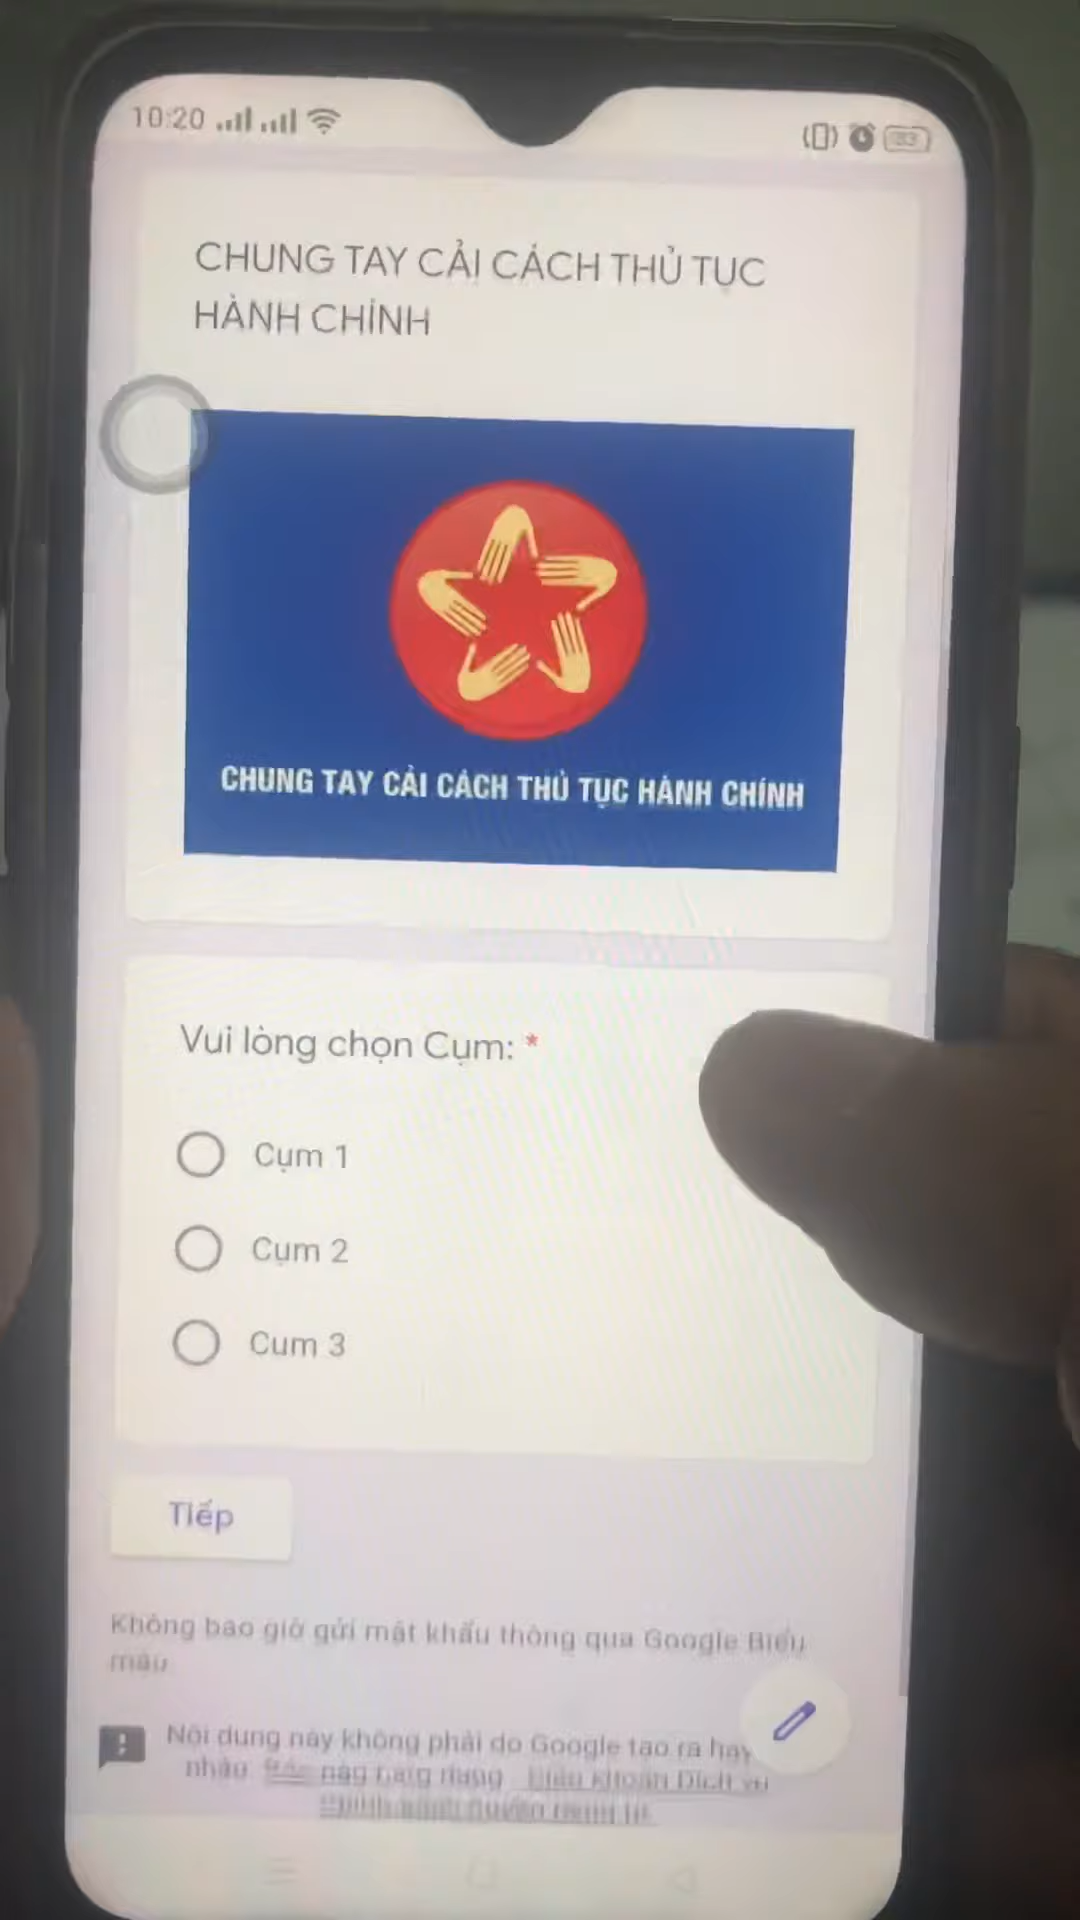 10:20
83
CHUNG TAY CẢI CÁCH THỦ TỤC
HÀNH CHÍNH
CHUNG TAY CẢI CÁCH THỦ TỤC HÀNH CHÍNH
Vui lòng chọn Cụm: *
Cụm 1
Cụm 2
Cụm 3
Tiếp
Không bao giờ gửi mật khẩu thông qua Google Biểu
mẫu
Nội dung này không phải do Google tạo ra hay
nhận
Điều khoản Dịch vụ